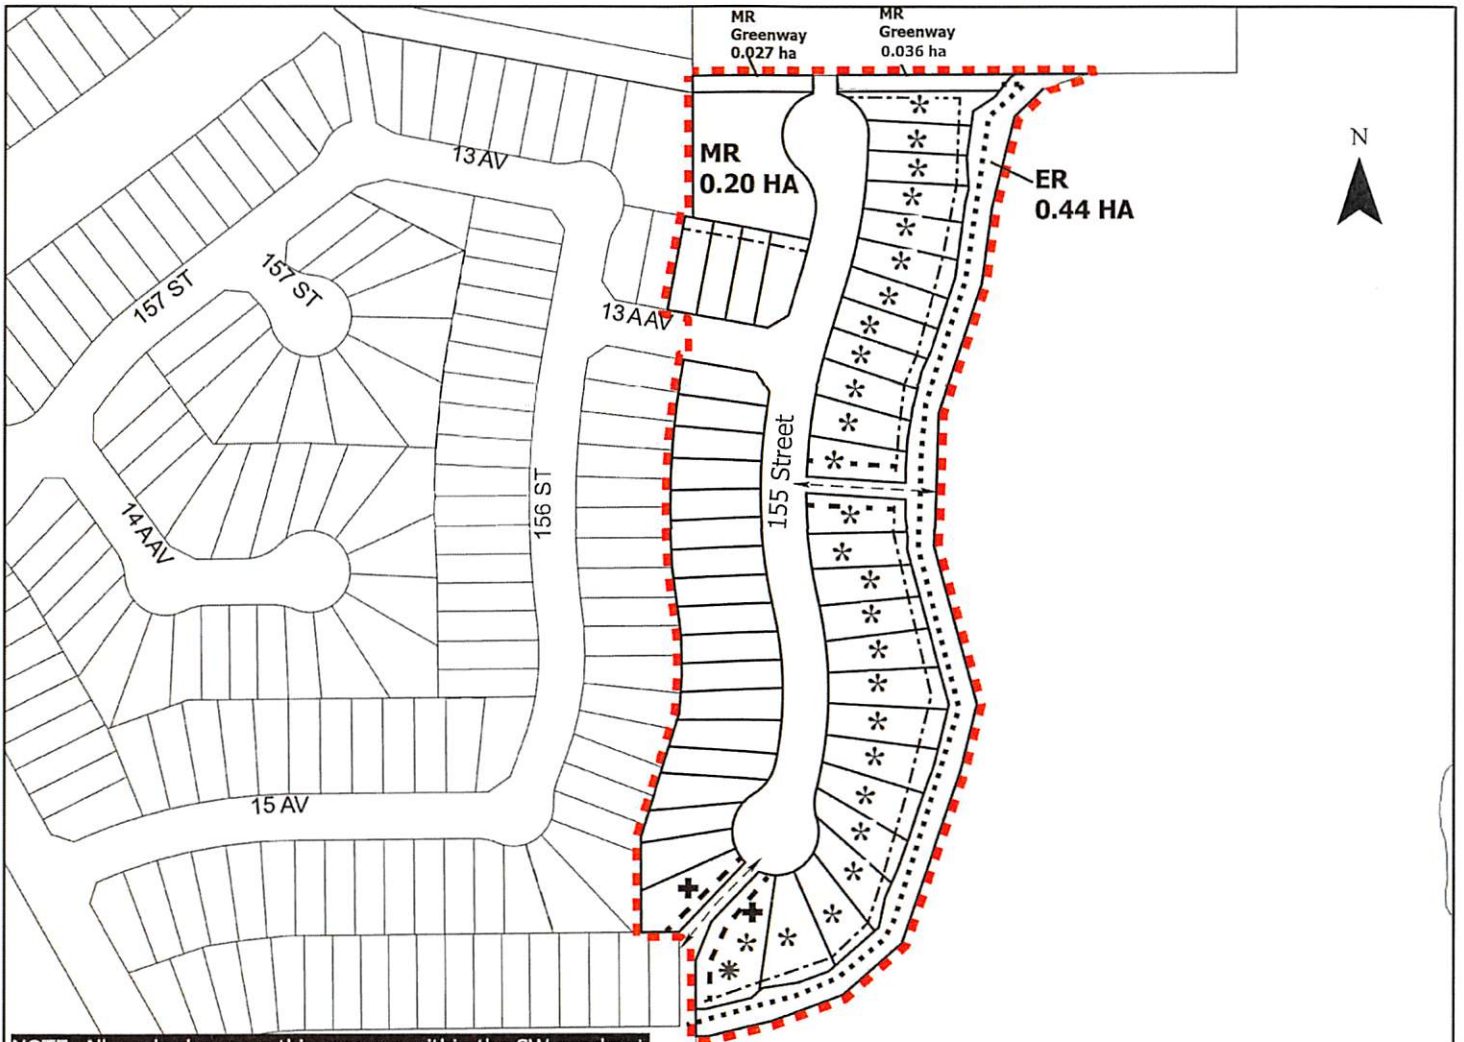 MR
Greenway
0.027 ha
MR
Greenway
0.036 ha
N
13 AV
MR
0.20 HA
ER
0.44 HA
157 ST
157 ST
13 A AV
155 Street
156 ST
14 A AV
15 AV